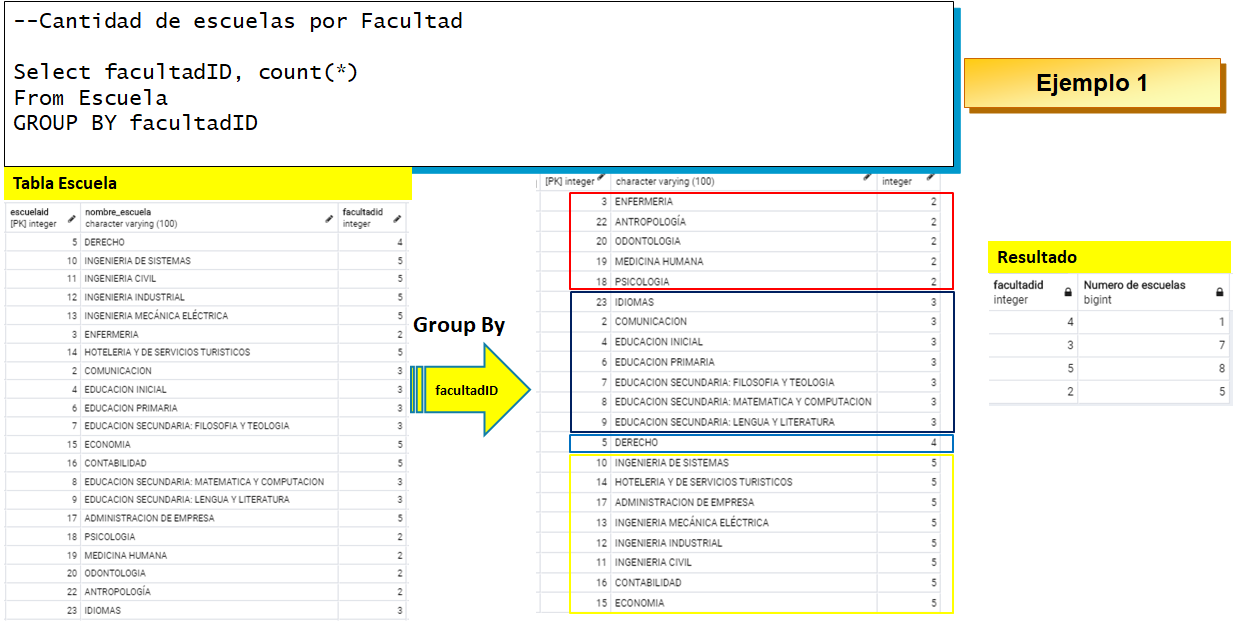 --Cantidad de escuelas por Facultad
Select facultadID, count(*)
From Escuela
GROUP BY facultadID
Ejemplo 1
Tabla Escuela
escuelaid nombre_escuela facultadid
[PK] integer character varying (100) integer
5 DERECHO 4
10 INGENIERIA DE SISTEMAS 5
11 INGENIERIA CIVIL 5
12 INGENIERIA INDUSTRIAL 5
13 INGENIERIA MECÁNICA ELÉCTRICA 5
3 ENFERMERIA 2
14 HOTELERIA Y DE SERVICIOS TURISTICOS 5
2 COMUNICACION 3
4 EDUCACION INICIAL 3
6 EDUCACION PRIMARIA 3
7 EDUCACION SECUNDARIA: FILOSOFIA Y TEOLOGIA 3
15 ECONOMIA 5
16 CONTABILIDAD 5
8 EDUCACION SECUNDARIA: MATEMATICA Y COMPUTACION 3
9 EDUCACION SECUNDARIA: LENGUA Y LITERATURA 3
17 ADMINISTRACION DE EMPRESA 5
18 PSICOLOGIA 2
19 MEDICINA HUMANA 2
20 ODONTOLOGIA 2
22 ANTROPOLOGÍA 2
23 IDIOMAS 3
Group By
facultadID
[PK] integer character varying (100) integer
3 ENFERMERIA 2
22 ANTROPOLOGÍA 2
20 ODONTOLOGIA 2
19 MEDICINA HUMANA 2
18 PSICOLOGIA 2
23 IDIOMAS 3
2 COMUNICACION 3
4 EDUCACION INICIAL 3
6 EDUCACION PRIMARIA 3
7 EDUCACION SECUNDARIA: FILOSOFIA Y TEOLOGIA 3
8 EDUCACION SECUNDARIA: MATEMATICA Y COMPUTACION 3
9 EDUCACION SECUNDARIA: LENGUA Y LITERATURA 3
5 DERECHO 4
10 INGENIERIA DE SISTEMAS 5
14 HOTELERIA Y DE SERVICIOS TURISTICOS 5
17 ADMINISTRACION DE EMPRESA 5
13 INGENIERIA MECÁNICA ELÉCTRICA 5
12 INGENIERIA INDUSTRIAL 5
11 INGENIERIA CIVIL 5
16 CONTABILIDAD 5
15 ECONOMIA 5
Resultado
facultadid Numero de escuelas
integer bigint
4 1
3 7
5 8
2 5